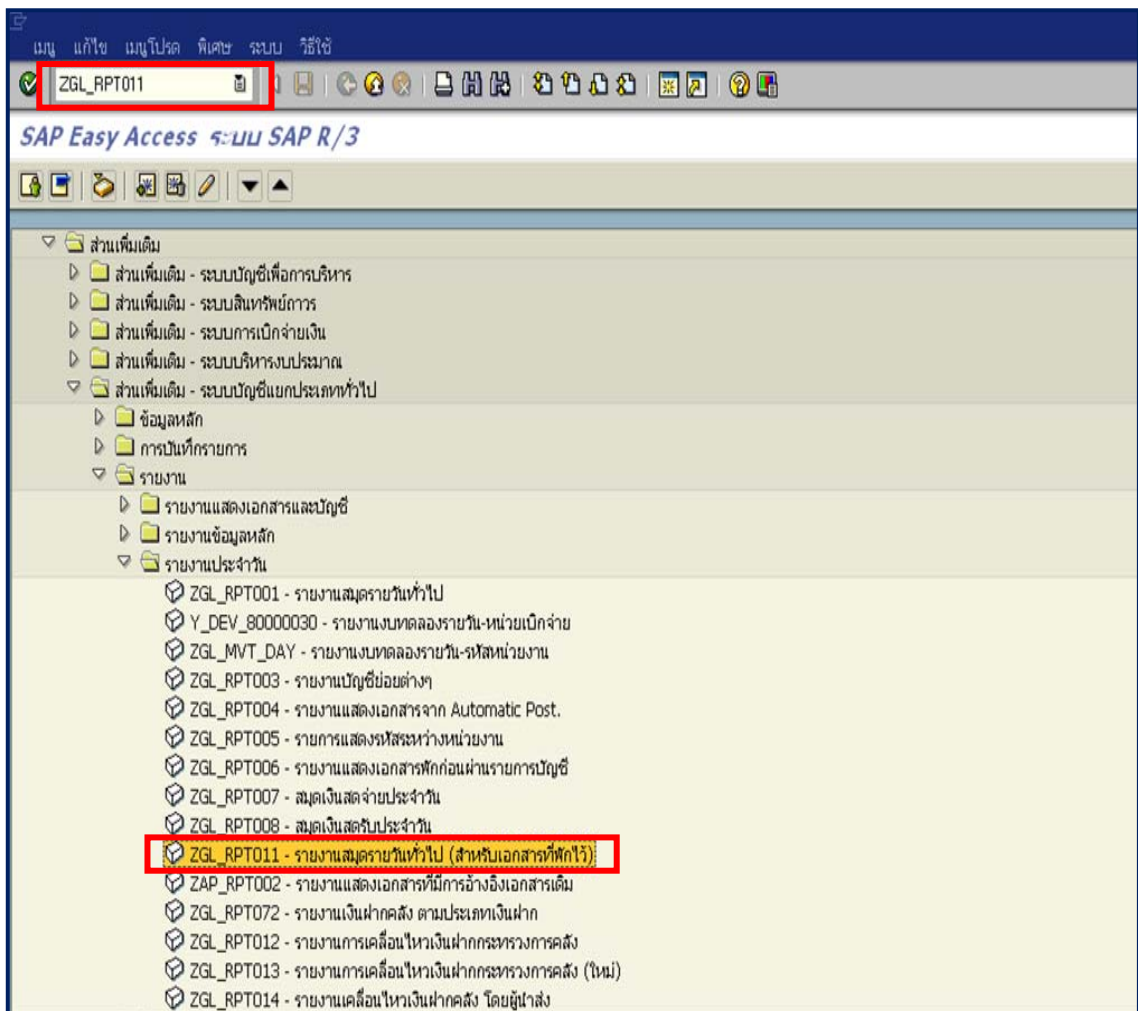 เมนู แก้ไข เมนูโปรด พิเศษ ระบบ วิธีใช้
ZGL_RPT011
SAP Easy Access ระบบ SAP R/3
ส่วนเพิ่มเติม
ส่วนเพิ่มเติม - ระบบบัญชีเพื่อการบริหาร
ส่วนเพิ่มเติม - ระบบสินทรัพย์ถาวร
ส่วนเพิ่มเติม - ระบบการเบิกจ่ายเงิน
ส่วนเพิ่มเติม - ระบบบริหารงบประมาณ
ส่วนเพิ่มเติม - ระบบบัญชีแยกประเภททั่วไป
ข้อมูลหลัก
การบันทึกรายการ
รายงาน
รายงานแสดงเอกสารและบัญชี
รายงานข้อมูลหลัก
รายงานประจำวัน
ZGL_RPT001 - รายงานสมุดรายวันทั่วไป
Y_DEV_80000030 - รายงานงบทดลองรายวัน-หน่วยเบิกจ่าย
ZGL_MVT_DAY - รายงานงบทดลองรายวัน-รหัสหน่วยงาน
ZGL_RPT003 - รายงานบัญชีย่อยต่างๆ
ZGL_RPT004 - รายงานแสดงเอกสารจาก Automatic Post.
ZGL_RPT005 - รายการแสดงรหัสระหว่างหน่วยงาน
ZGL_RPT006 - รายงานแสดงเอกสารพักก่อนผ่านรายการบัญชี
ZGL_RPT007 - สมุดเงินสดจ่ายประจำวัน
ZGL_RPT008 - สมุดเงินสดรับประจำวัน
ZGL_RPT011 - รายงานสมุดรายวันทั่วไป (สำหรับเอกสารที่พักไว้)
ZAP_RPT002 - รายงานแสดงเอกสารที่มีการอ้างอิงเอกสารเดิม
ZGL_RPT072 - รายงานเงินฝากคลัง ตามประเภทเงินฝาก
ZGL_RPT012 - รายงานการเคลื่อนไหวเงินฝากกระทรวงการคลัง
ZGL_RPT013 - รายงานการเคลื่อนไหวเงินฝากกระทรวงการคลัง (ใหม่)
ZGL_RPT014 - รายงานเคลื่อนไหวเงินฝากคลัง โดยผู้นำส่ง